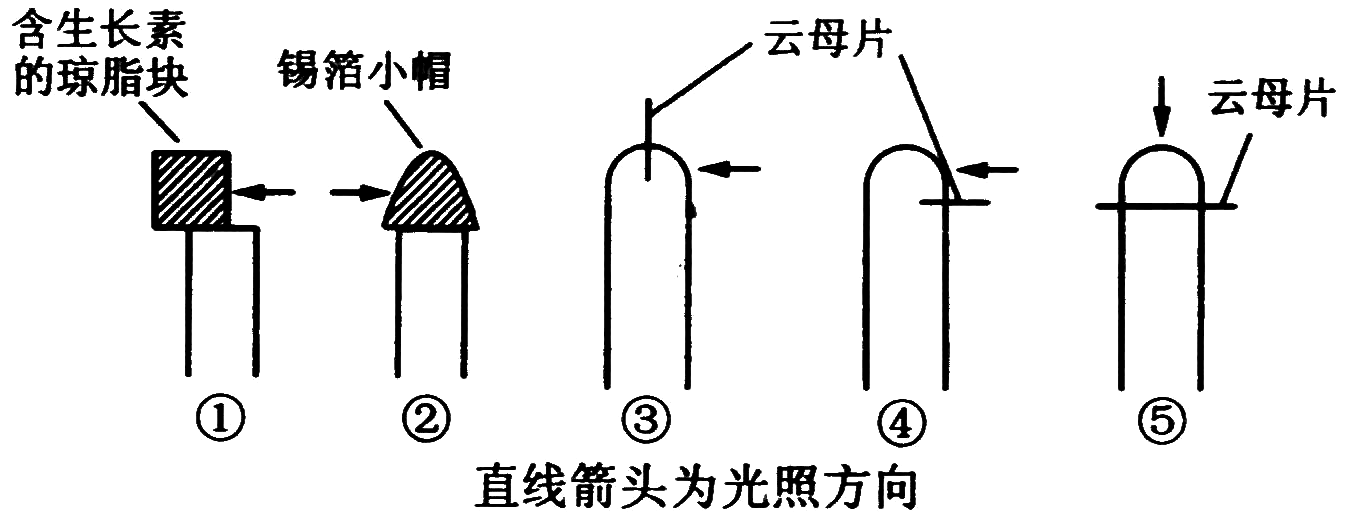 含生长素
的琼脂块
锡箔小帽
云母片
云母片
① ② ③ ④ ⑤
直线箭头为光照方向